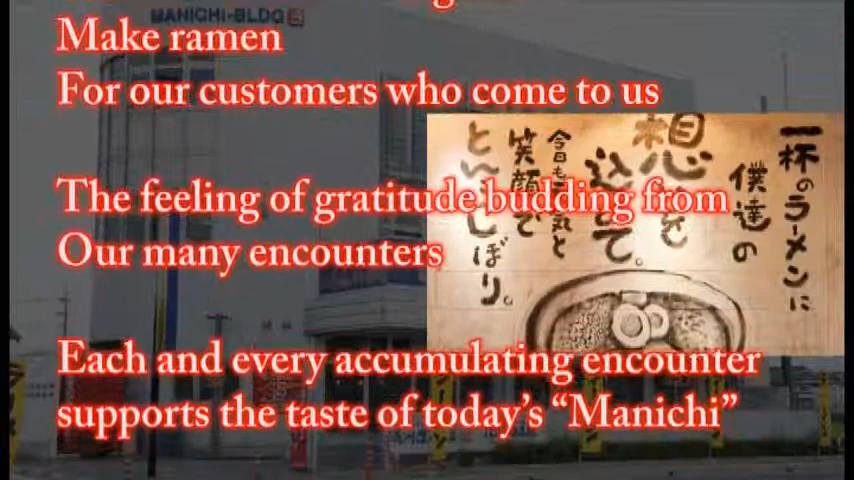 MANICHI-BLDG
Make ramen
For our customers who come to us
The feeling of gratitude budding from
Our many encounters
Each and every accumulating encounter
supports the taste of today's “Manichi”
一杯のラーメンに
僕達の
想いを
込めて。
今日も元気と
笑顔で
とんこしぼり。